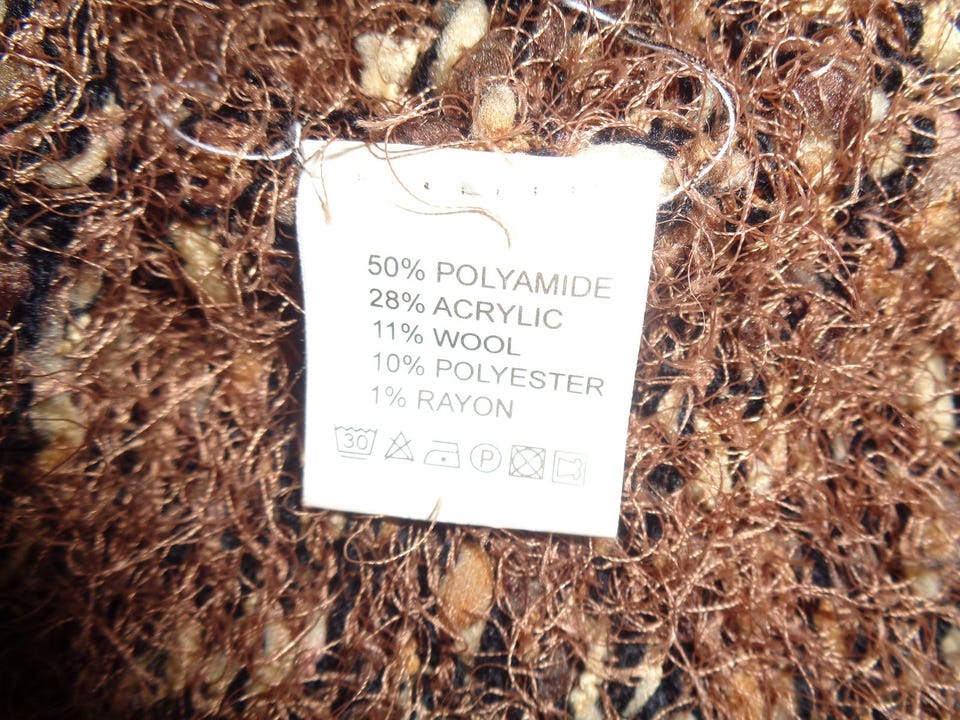 50% POLYAMIDE
28% ACRYLIC
11% WOOL
10% POLYESTER
1% RAYON
30 P